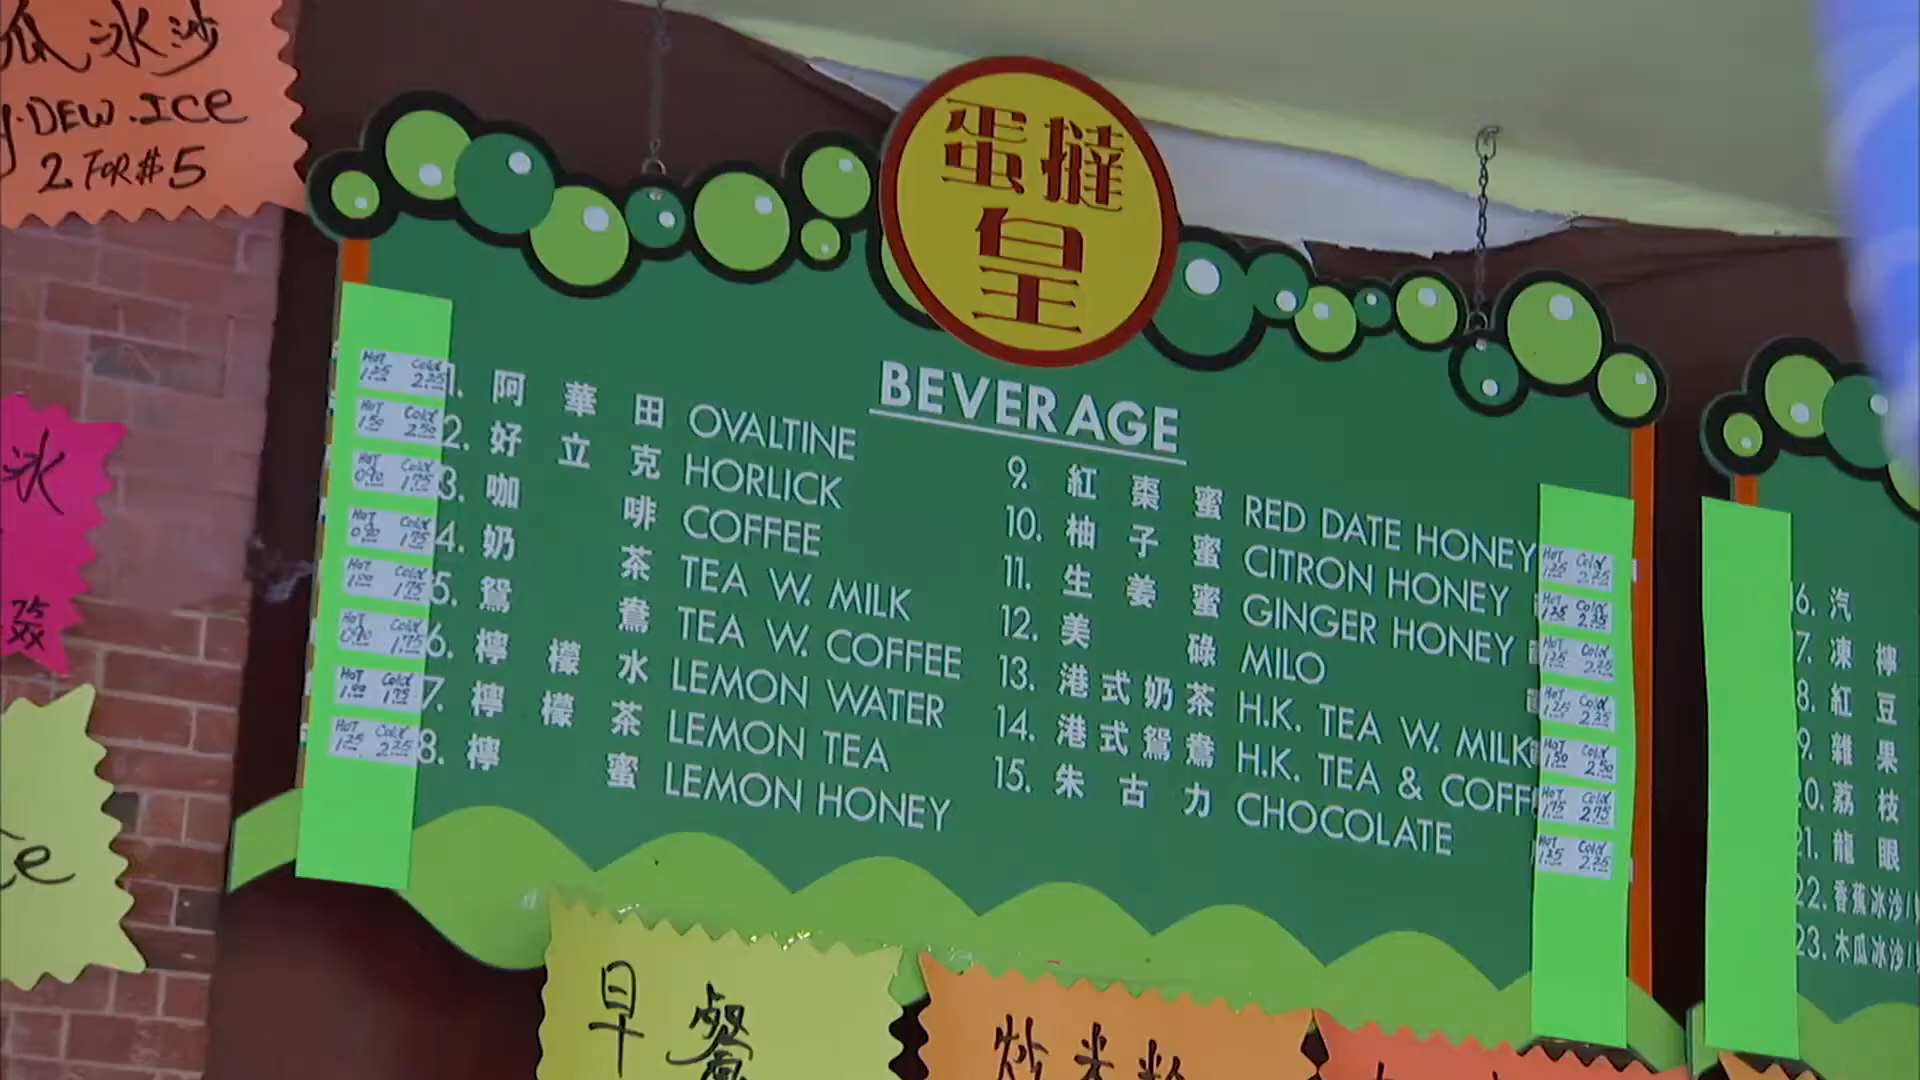 瓜冰沙
DEW.ICE
2 FOR $5
蛋撻
皇
BEVERAGE
HOT COLD
1.25 2.25
1. 阿華田 OVALTINE
HOT COLD
1.50 2.50
2. 好立克 HORLICK
HOT COLD
0.90 1.75
3. 咖啡 COFFEE
HOT COLD
0.90 1.75
4. 奶茶 TEA W. MILK
HOT COLD
1.00 1.75
5. 鴛鴦 TEA W. COFFEE
HOT COLD
0.90 1.75
6. 檸檬水 LEMON WATER
HOT COLD
1.00 1.75
7. 檸檬茶 LEMON TEA
HOT COLD
1.25 2.25
8. 檸蜜 LEMON HONEY
9. 紅棗蜜 RED DATE HONEY
HOT COLD
1.25 2.25
10. 柚子蜜 CITRON HONEY
HOT COLD
1.25 2.25
11. 生姜蜜 GINGER HONEY
HOT COLD
1.25 2.25
12. 美碌 MILO
HOT COLD
1.25 2.25
13. 港式奶茶 H.K. TEA W. MILK
HOT COLD
1.50 2.50
14. 港式鴛鴦 H.K. TEA & COFF
HOT COLD
1.75 2.75
15. 朱古力 CHOCOLATE
HOT COLD
1.25 2.25
6. 汽
7. 凍檸
8. 紅豆
9. 雜果
20. 荔枝
21. 龍眼
22. 香蕉冰沙
23. 木瓜冰沙
冰
早餐
炒米粉